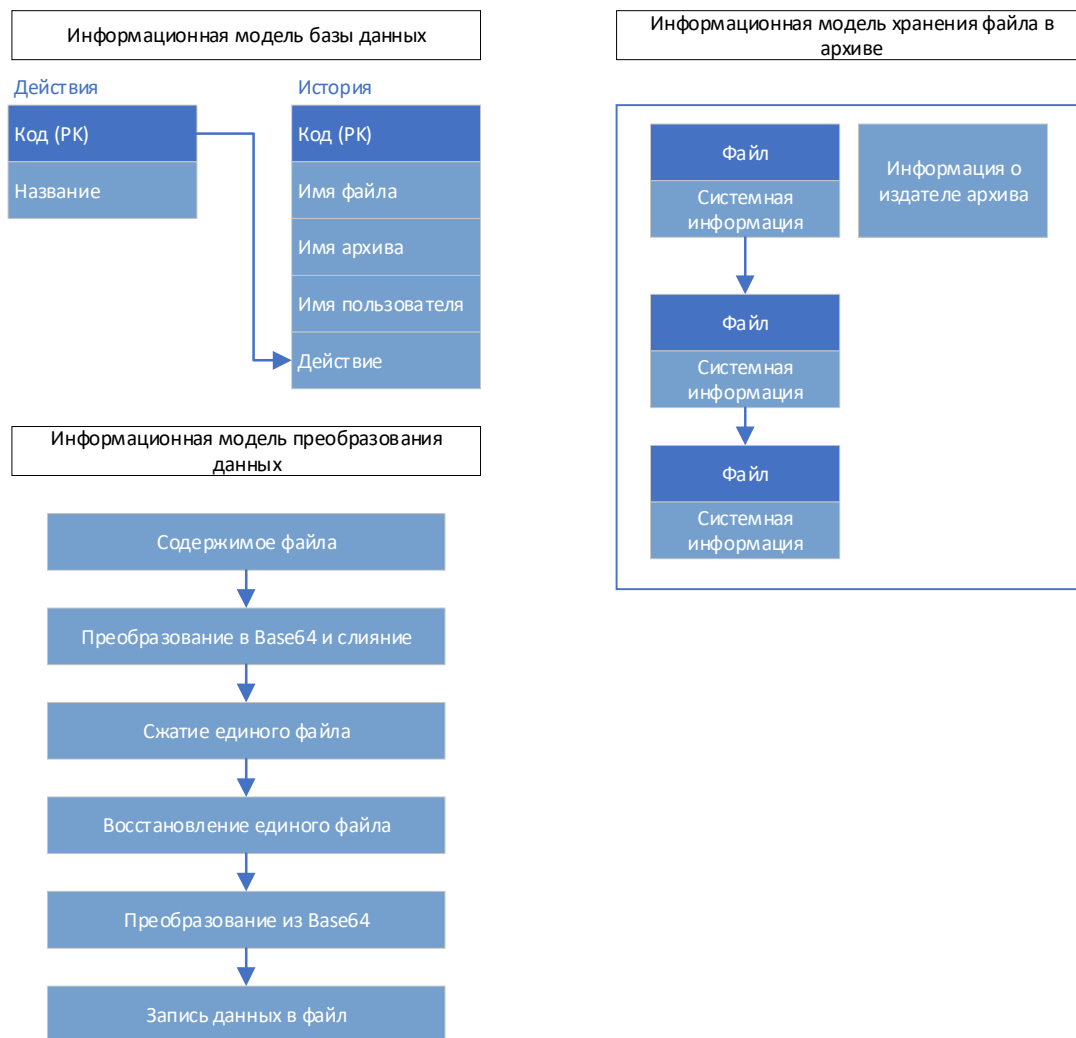 Информационная модель базы данных
Действия
Код (PK)
Название
История
Код (PK)
Имя файла
Имя архива
Имя пользователя
Действие
Информационная модель преобразования
данных
Содержимое файла
Преобразование в Base64 и слияние
Сжатие единого файла
Восстановление единого файла
Преобразование из Base64
Запись данных в файл
Информационная модель хранения файла в
архиве
Файл
Системная
информация
Информация о
издателе архива
Файл
Системная
информация
Файл
Системная
информация